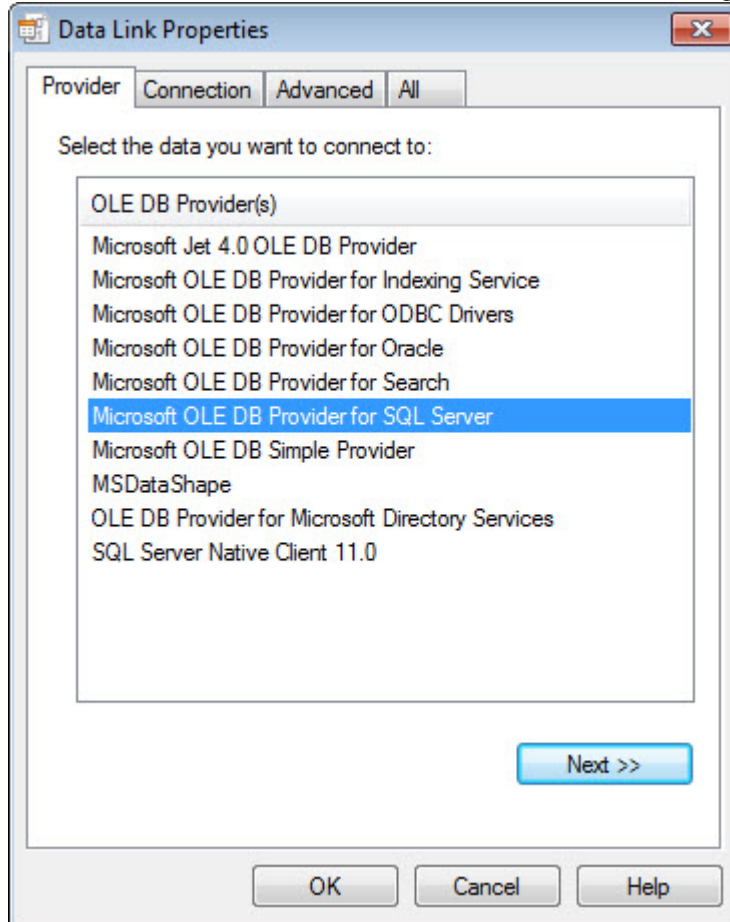 Data Link Properties
Provider Connection Advanced All
Select the data you want to connect to:
OLE DB Provider(s)
Microsoft Jet 4.0 OLE DB Provider
Microsoft OLE DB Provider for Indexing Service
Microsoft OLE DB Provider for ODBC Drivers
Microsoft OLE DB Provider for Oracle
Microsoft OLE DB Provider for Search
Microsoft OLE DB Provider for SQL Server
Microsoft OLE DB Simple Provider
MSDataShape
OLE DB Provider for Microsoft Directory Services
SQL Server Native Client 11.0
Next >>
OK Cancel Help